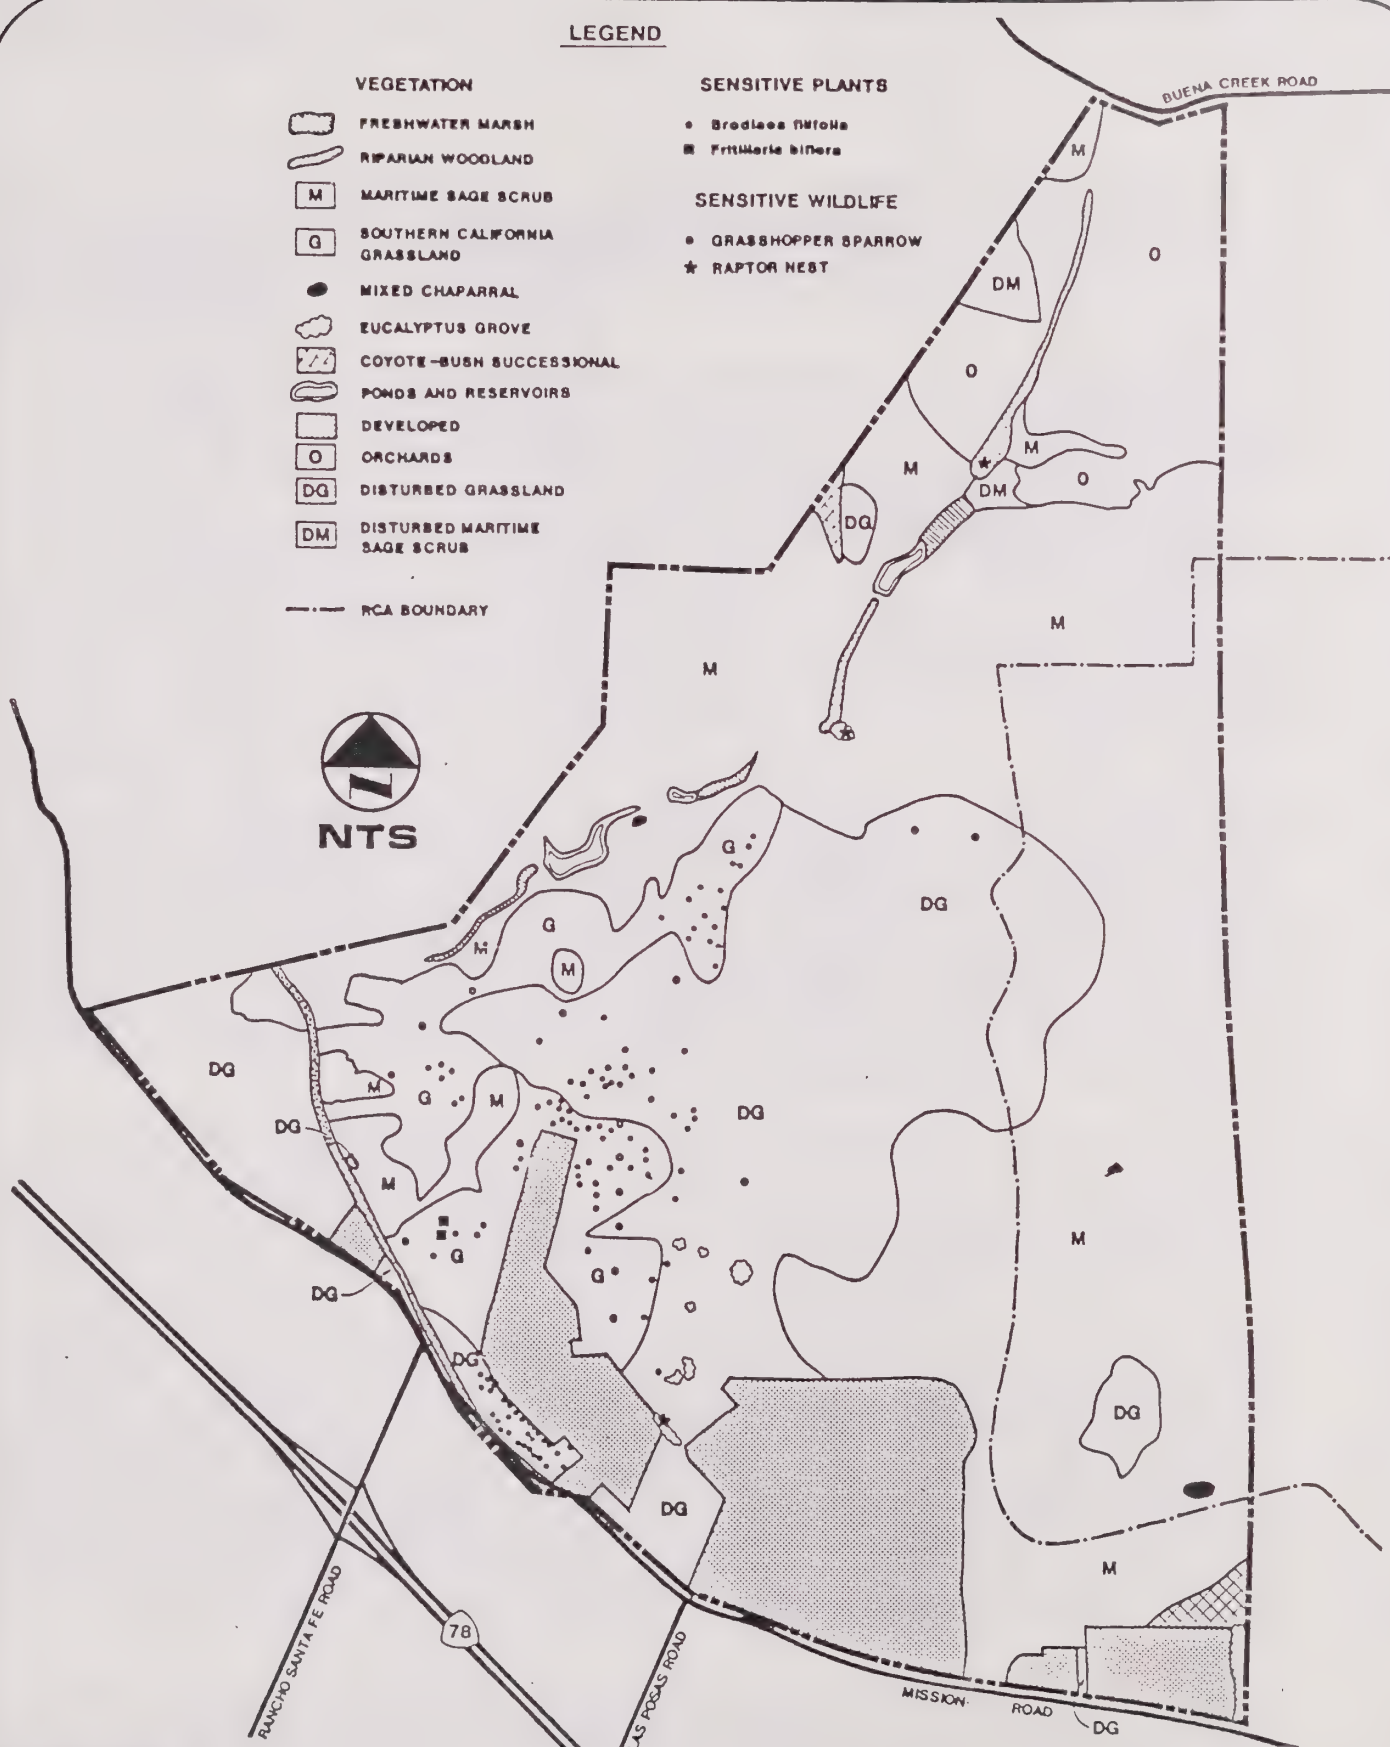 LEGEND
VEGETATION
FRESHWATER MARSH
RIPARIAN WOODLAND
M MARITIME SAGE SCRUB
G SOUTHERN CALIFORNIA
GRASSLAND
MIXED CHAPARRAL
EUCALYPTUS GROVE
COYOTE-BUSH SUCCESSIONAL
PONDS AND RESERVOIRS
DEVELOPED
O ORCHARDS
DG DISTURBED GRASSLAND
DM DISTURBED MARITIME
SAGE SCRUB
RCA BOUNDARY
SENSITIVE PLANTS
Brodiaea filifolia
Fritillaria biflora
SENSITIVE WILDLIFE
GRASSHOPPER SPARROW
RAPTOR NEST
BUENA CREEK ROAD
M
O
DM
O
M
M
O
DM
DG
M
M
NTS
G
DG
G
M
M
DG
M
G
M
DG
DG
M
M
G
DG
G
DG
DG
DG
M
78
RANCHO SANTA FE ROAD
AS POSAS ROAD
MISSION
ROAD
DG